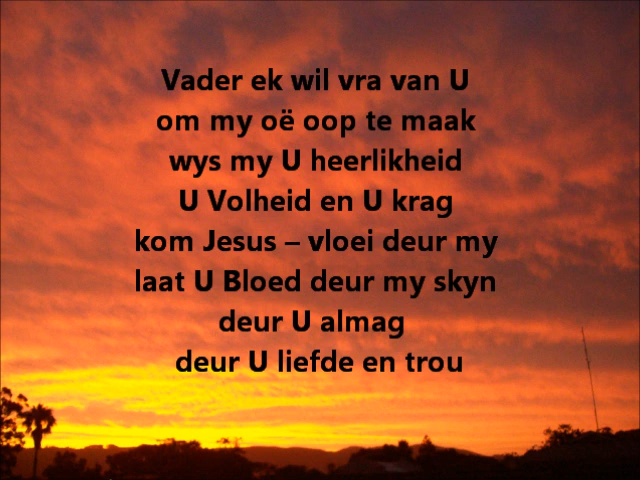 Vader ek wil vra van U
om my oë oop te maak
wys my U heerlikheid
U Volheid en U krag
kom Jesus – vloei deur my
laat U Bloed deur my skyn
deur U almag
deur U liefde en trou